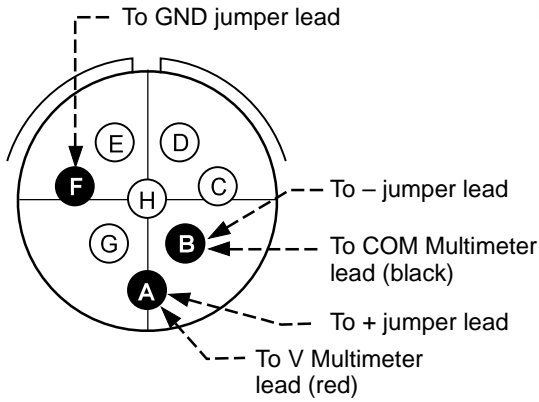 To GND jumper lead
E
D
F
C
H
To – jumper lead
G
B
To COM Multimeter
lead (black)
A
To + jumper lead
To V Multimeter
lead (red)